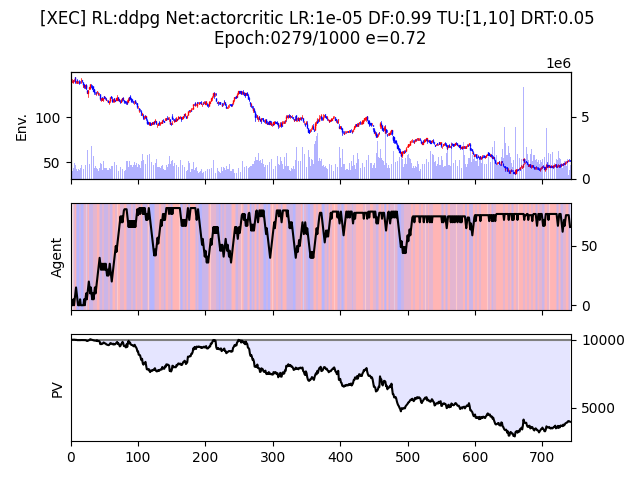 [XEC] RL:ddpg Net:actorcritic LR:1e-05 DF:0.99 TU:[1,10] DRT:0.05
Epoch:0279/1000 e=0.72
1e6
Env.
100
50
5
0
Agent
50
0
PV
10000
5000
0 100 200 300 400 500 600 700